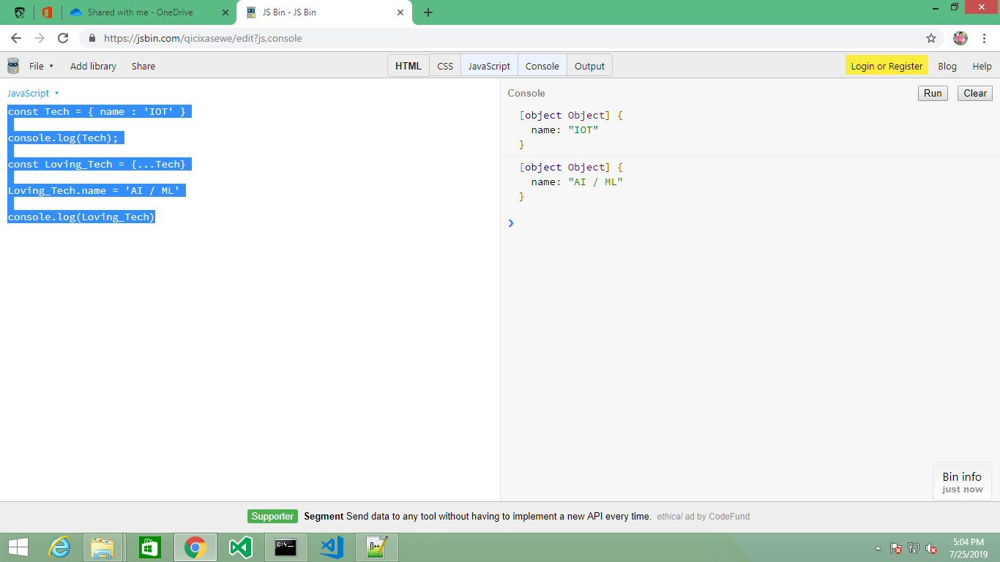 Shared with me - OneDrive
JS Bin - JS Bin
https://jsbin.com/qicixasewe/edit?js,console
File Add library Share HTML CSS JavaScript Console Output Login or Register Blog Help
JavaScript
const Tech = { name : 'IOT' }
console.log(Tech);
const Loving_Tech = {...Tech}
Loving_Tech.name = 'AI / ML'
console.log(Loving_Tech)
Console Run Clear
[object Object] {
name: "IOT"
}
[object Object] {
name: "AI / ML"
}
Bin info
just now
Supporter Segment Send data to any tool without having to implement a new API every time. ethical ad by CodeFund
5:04 PM
7/25/2019